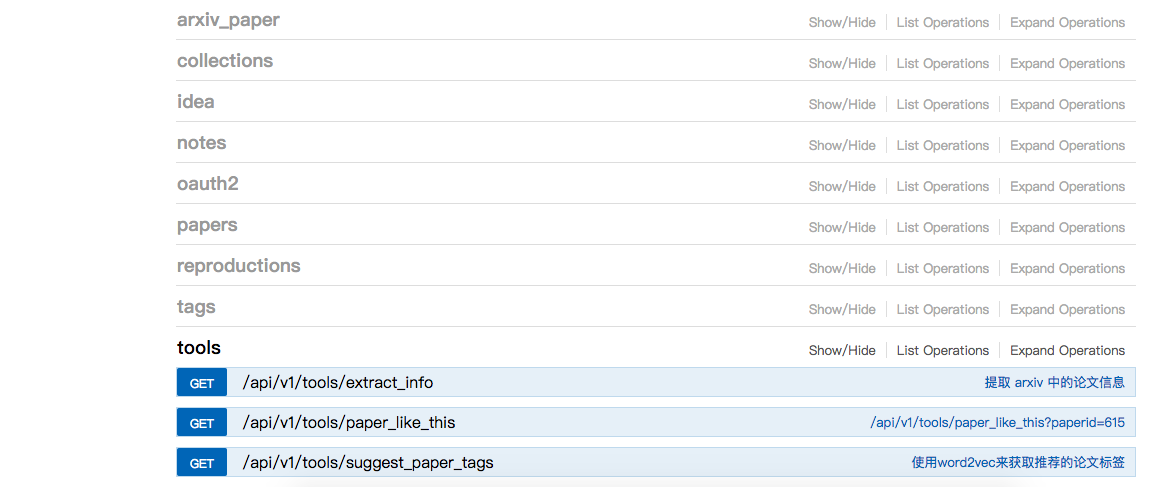 arxiv_paper Show/Hide List Operations Expand Operations
collections Show/Hide List Operations Expand Operations
idea Show/Hide List Operations Expand Operations
notes Show/Hide List Operations Expand Operations
oauth2 Show/Hide List Operations Expand Operations
papers Show/Hide List Operations Expand Operations
reproductions Show/Hide List Operations Expand Operations
tags Show/Hide List Operations Expand Operations
tools Show/Hide List Operations Expand Operations
GET /api/v1/tools/extract_info 提取 arxiv 中的论文信息
GET /api/v1/tools/paper_like_this /api/v1/tools/paper_like_this?paperid=615
GET /api/v1/tools/suggest_paper_tags 使用word2vec来获取推荐的论文标签